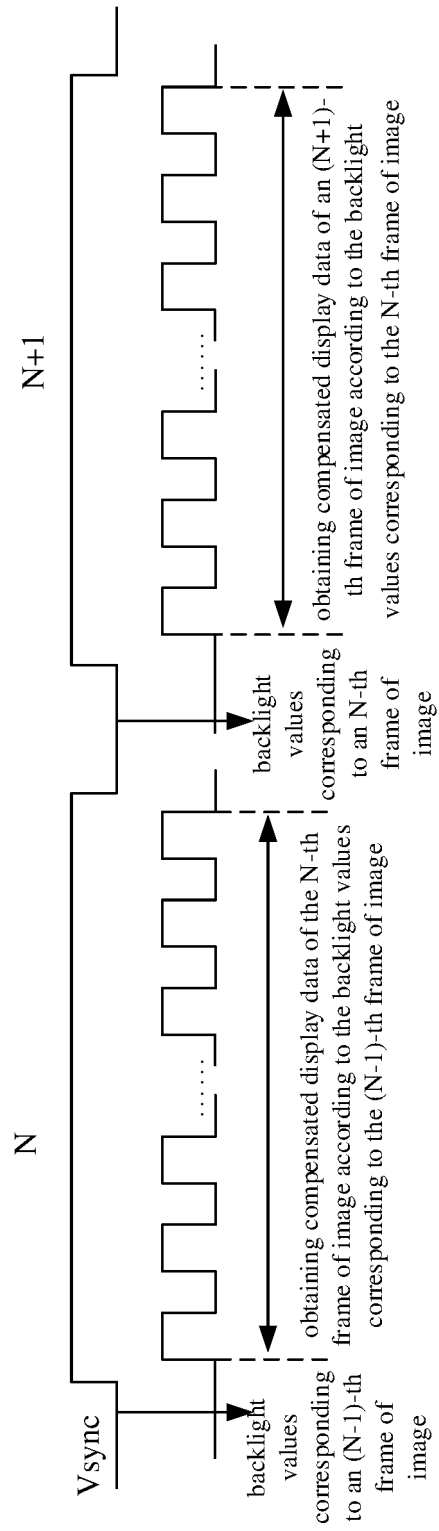 N
N+1
Vsync
......
......
backlight
values
corresponding
to an (N-1)-th
frame of
image
obtaining compensated display data of the N-th
frame of image according to the backlight values
corresponding to the (N-1)-th frame of image
backlight
values
corresponding
to an N-th
frame of
image
obtaining compensated display data of an (N+1)-
th frame of image according to the backlight
values corresponding to the N-th frame of image